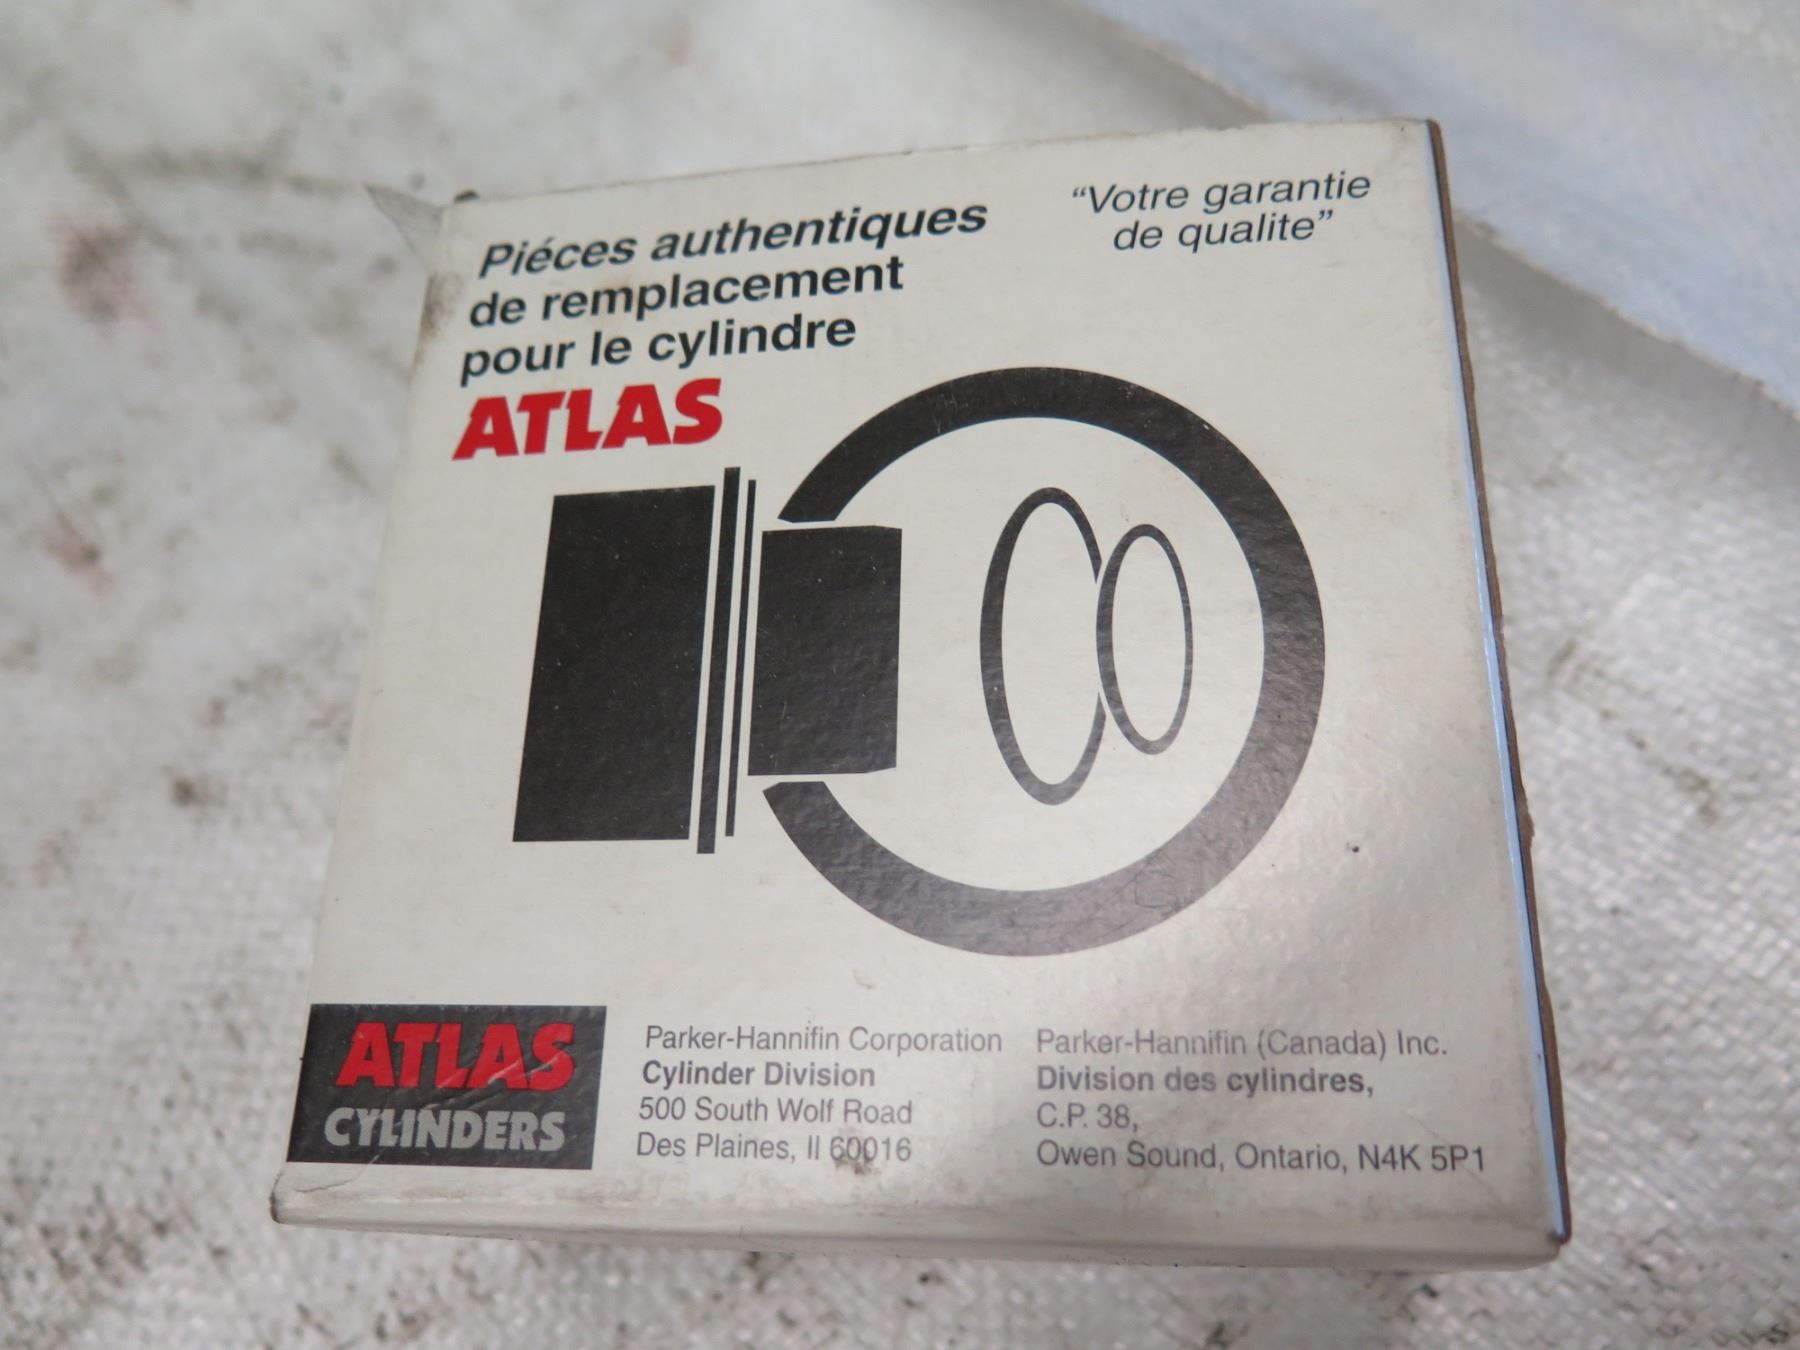 Piéces authentiques
de remplacement
pour le cylindre
ATLAS
“Votre garantie
de qualite”
ATLAS
CYLINDERS
Parker-Hannifin Corporation
Cylinder Division
500 South Wolf Road
Des Plaines, Il 60016
Parker-Hannifin (Canada) Inc.
Division des cylindres,
C.P. 38,
Owen Sound, Ontario, N4K 5P1